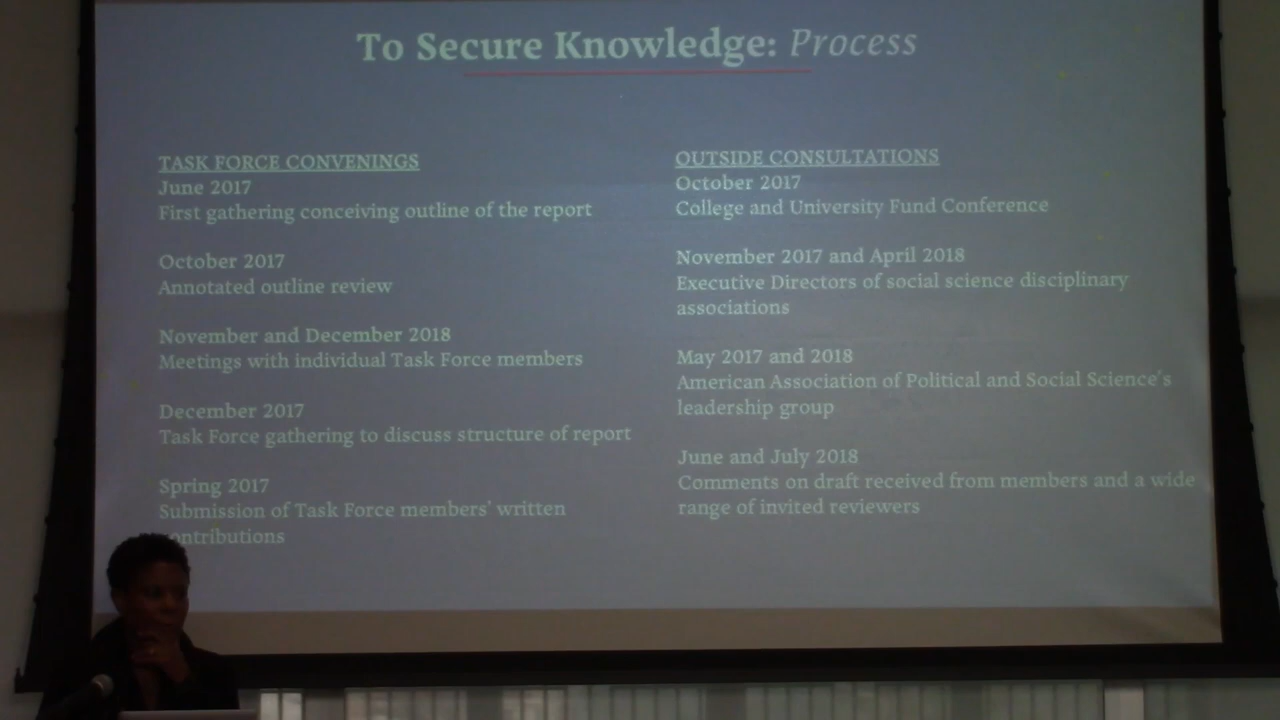 To Secure Knowledge: Process
TASK FORCE CONVENINGS
June 2017
First gathering conceiving outline of the report
October 2017
Annotated outline review
November and December 2018
Meetings with individual Task Force members
December 2017
Task Force gathering to discuss structure of report
Spring 2017
Submission of Task Force members' written
contributions
OUTSIDE CONSULTATIONS
October 2017
College and University Fund Conference
November 2017 and April 2018
Executive Directors of social science disciplinary
associations
May 2017 and 2018
American Association of Political and Social Science's
leadership group
June and July 2018
Comments on draft received from members and a wide
range of invited reviewers